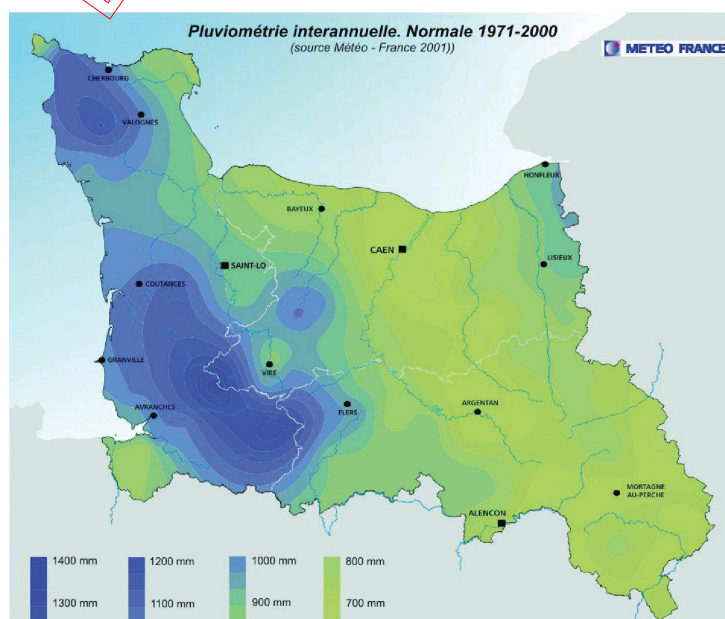 Pluviométrie interannuelle. Normale 1971-2000
(source Météo - France 2001))
METEO FRANCE
CHERBOURG
VALOGNES
HONFLEUR
BAYEUX
CAEN
LISIEUX
SAINT-LO
COUTANCES
GRANVILLE
VIRE
AVRANCHES
FLERS
ARGENTAN
MORTAGNE
AU-PERCHE
ALENCON
1400 mm
1200 mm
1000 mm
800 mm
1300 mm
1100 mm
900 mm
700 mm